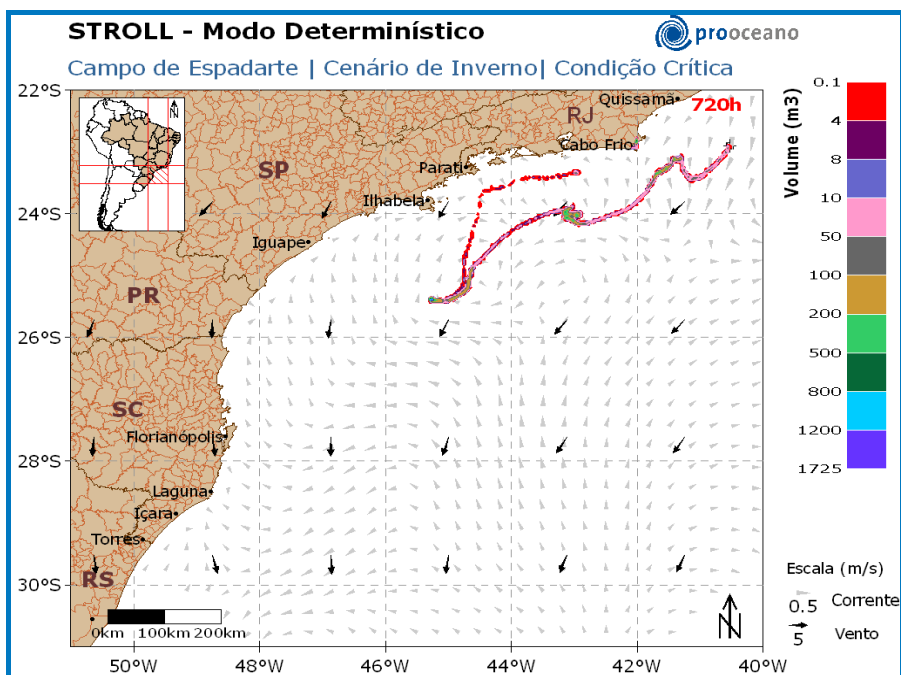 STROLL - Modo Determinístico
prooceano
Campo de Espadarte | Cenário de Inverno| Condição Crítica
22°S
24°S
26°S
28°S
30°S
50°W
48°W
46°W
44°W
42°W
40°W
N
720h
Quissamã
RJ
Cabo Frio
SP
Parati
Ilhabela
Iguape
PR
SC
Florianópolis
Laguna
Içara
Torres
RS
0km 100km 200km
N
Volume (m3)
0.1
4
8
10
50
100
200
500
800
1200
1725
Escala (m/s)
0.5 Corrente
5 Vento